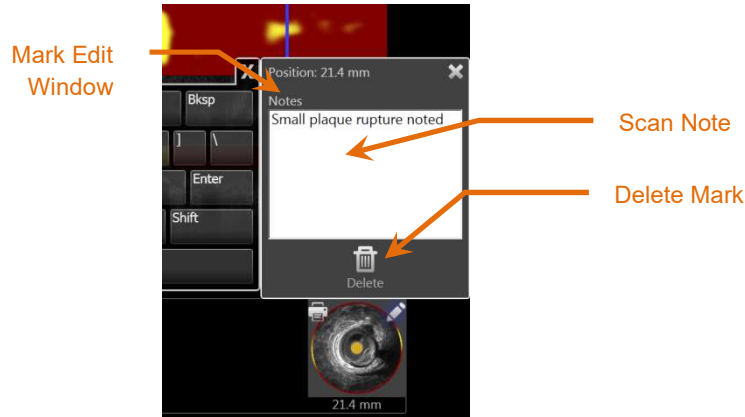 Mark Edit
Window
X
Position: 21.4 mm
Notes
Small plaque rupture noted
Bksp
] \
Enter
Shift
Scan Note
Delete Mark
Delete
21.4 mm